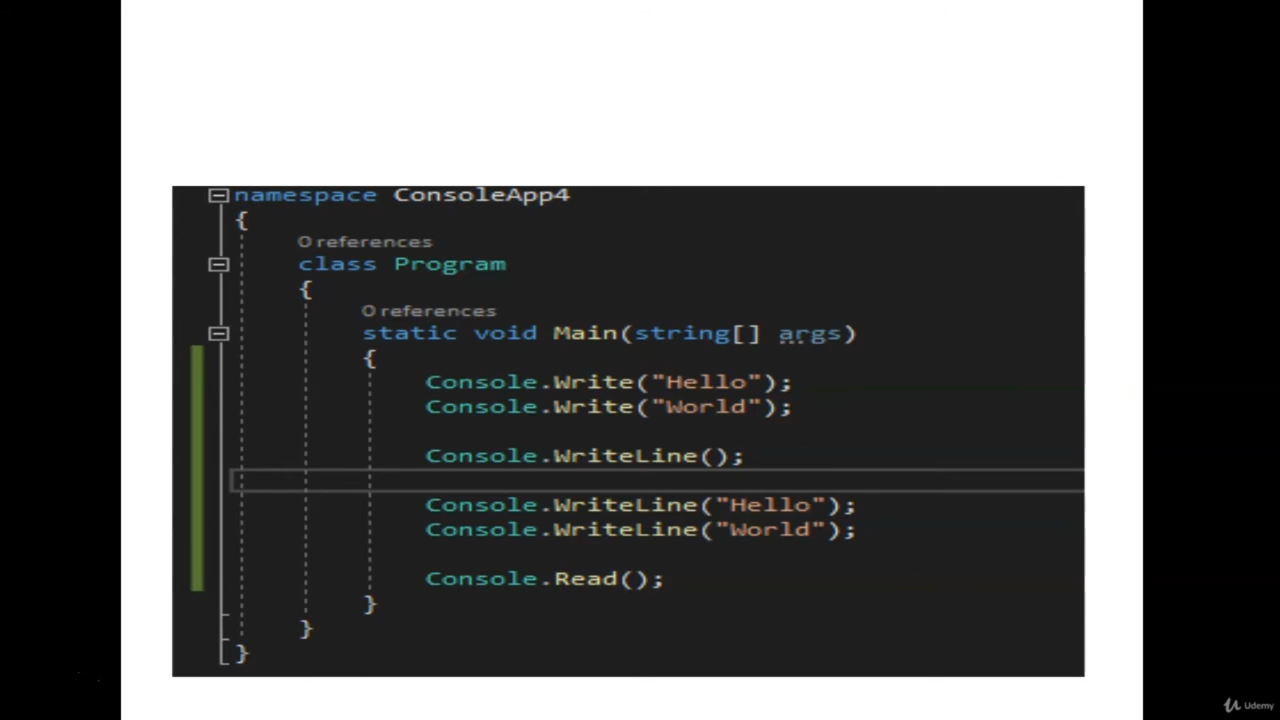 namespace ConsoleApp4
{
0 references
class Program
{
0 references
static void Main(string[] args)
{
Console.Write("Hello");
Console.Write("World");
Console.WriteLine();
Console.WriteLine("Hello");
Console.WriteLine("World");
Console.Read();
}
}
}
Udemy